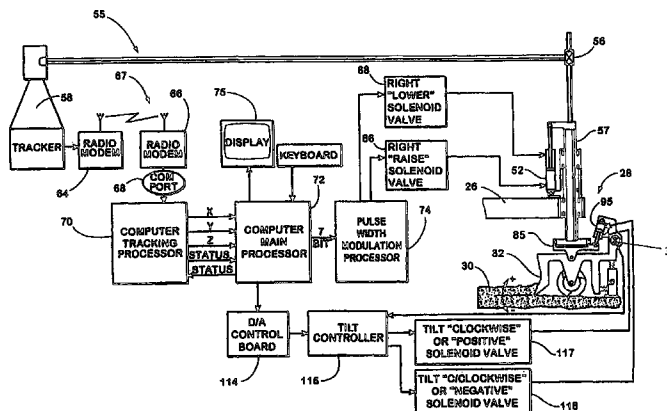 55
56
58
67
66
75
88
RIGHT
"LOWER"
SOLENOID
VALVE
57
TRACKER
RADIO
MODEM
RADIO
MODEM
DISPLAY
KEYBOARD
86
RIGHT
"RAISE"
SOLENOID
VALVE
52
64
68
COM
PORT
72
26
28
95
70
COMPUTER
TRACKING
PROCESSOR
X
Y
Z
STATUS
STATUS
COMPUTER
MAIN
PROCESSOR
7
BIT
PULSE
WIDTH
MODULATION
PROCESSOR
74
85
32
30
+
D/A
CONTROL
BOARD
114
TILT
CONTROLLER
116
TILT "CLOCKWISE"
OR "POSITIVE"
SOLENOID VALVE
117
TILT "C/CLOCKWISE"
OR "NEGATIVE"
SOLENOID VALVE
118